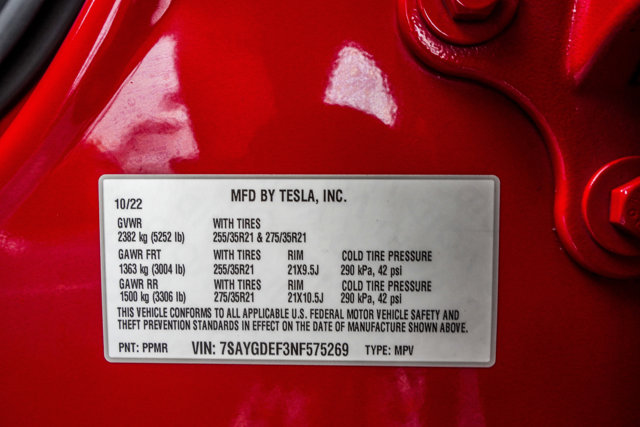 MFD BY TESLA, INC.
10/22
GVWR WITH TIRES
2382 kg (5252 lb) 255/35R21 & 275/35R21
GAWR FRT WITH TIRES RIM COLD TIRE PRESSURE
1363 kg (3004 lb) 255/35R21 21X9.5J 290 kPa, 42 psi
GAWR RR WITH TIRES RIM COLD TIRE PRESSURE
1500 kg (3306 lb) 275/35R21 21X10.5J 290 kPa, 42 psi
THIS VEHICLE CONFORMS TO ALL APPLICABLE U.S. FEDERAL MOTOR VEHICLE SAFETY AND
THEFT PREVENTION STANDARDS IN EFFECT ON THE DATE OF MANUFACTURE SHOWN ABOVE.
PNT: PPMR VIN: 7SAYGDEF3NF575269 TYPE: MPV